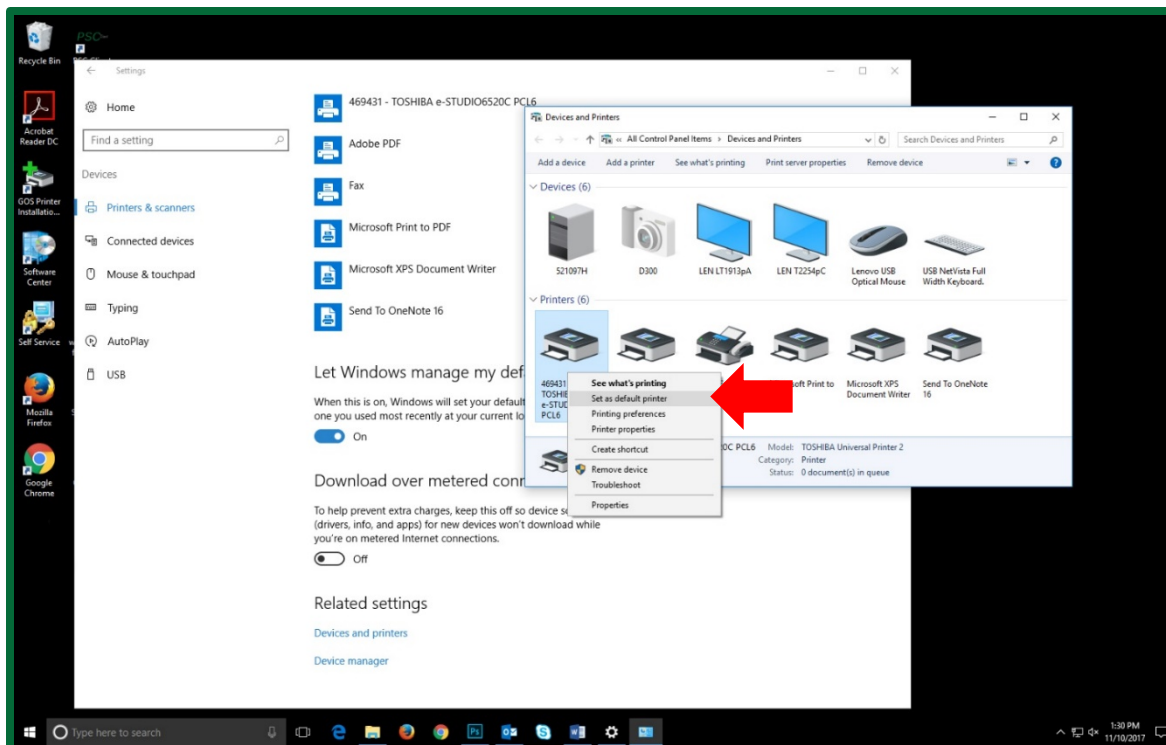 Recycle Bin
PSO
Acrobat
Reader DC
GOS Printer
Installatio...
Software
Center
Self Service
Mozilla
Firefox
Google
Chrome
Settings
Home
Find a setting
Devices
Printers & scanners
Connected devices
Mouse & touchpad
Typing
AutoPlay
USB
469431 - TOSHIBA e-STUDIO6520C PCL6
Adobe PDF
Fax
Microsoft Print to PDF
Microsoft XPS Document Writer
Send To OneNote 16
Let Windows manage my def
When this is on, Windows will set your default
one you used most recently at your current lo
On
Download over metered conn
To help prevent extra charges, keep this off so device s
(drivers, info, and apps) for new devices won't download while
you're on metered Internet connections.
Off
Related settings
Devices and printers
Device manager
Devices and Printers
« All Control Panel Items > Devices and Printers
Search Devices and Printers
Add a device
Add a printer
See what's printing
Print server properties
Remove device
Devices (6)
521097H
D300
LEN LT1913pA
LEN T2254pC
Lenovo USB
Optical Mouse
USB NetVista Full
Width Keyboard.
Printers (6)
469431
TOSHIB
e-STUD
PCL6
soft Print to
Microsoft XPS
Document Writer
Send To OneNote
16
See what's printing
Set as default printer
Printing preferences
Printer properties
Create shortcut
Remove device
Troubleshoot
Properties
20C PCL6
Model: TOSHIBA Universal Printer 2
Category: Printer
Status: 0 document(s) in queue
Type here to search
1:30 PM
11/10/2017